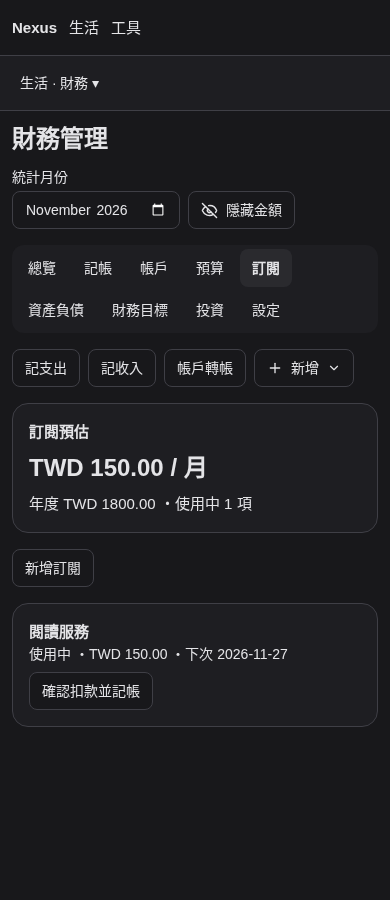 Nexus 生活 工具
生活 · 財務 ▾
財務管理
統計月份
November 2026 隱藏金額
總覽 記帳 帳戶 預算 訂閱
資產負債 財務目標 投資 設定
記支出 記收入 帳戶轉帳 新增
訂閱預估
TWD 150.00 / 月
年度 TWD 1800.00 ・使用中 1 項
新增訂閱
閱讀服務
使用中 ・TWD 150.00 ・下次 2026-11-27
確認扣款並記帳